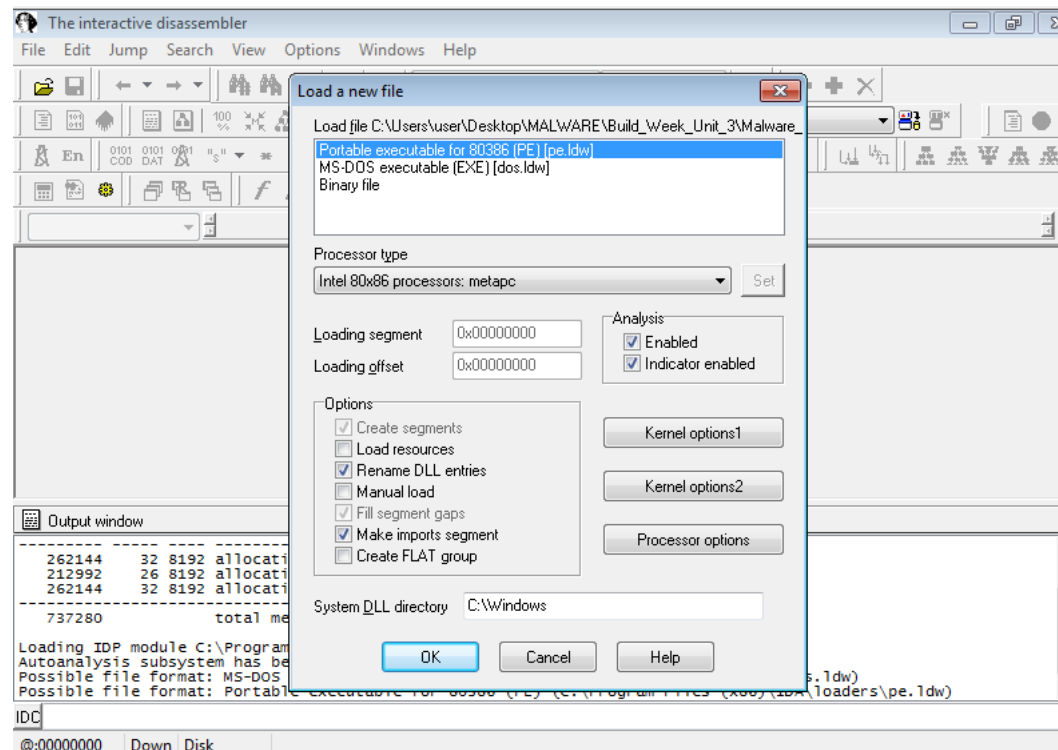 The interactive disassembler
File Edit Jump Search View Options Windows Help
Load a new file
Load file C:\Users\user\Desktop\MALWARE\Build_Week_Unit_3\Malware_
Portable executable for 80386 (PE) [pe.ldw]
MS-DOS executable (EXE) [dos.ldw]
Binary file
Processor type
Intel 80x86 processors: metapc
Set
Loading segment 0x00000000
Loading offset 0x00000000
Analysis
Enabled
Indicator enabled
Options
Create segments
Load resources
Rename DLL entries
Manual load
Fill segment gaps
Make imports segment
Create FLAT group
Kernel options1
Kernel options2
Processor options
System DLL directory C:\Windows
OK Cancel Help
En
Output window
262144 32 8192 allocati
212992 26 8192 allocati
262144 32 8192 allocati
737280 total me
Loading IDP module C:\Program
Autoanalysis subsystem has be
Possible file format: MS-DOS s.ldw)
Possible file format: Portable executable for 80386 (PE) (C:\Program Files (x86)\IDA\loaders\pe.ldw)
IDC
@:00000000 Down Disk